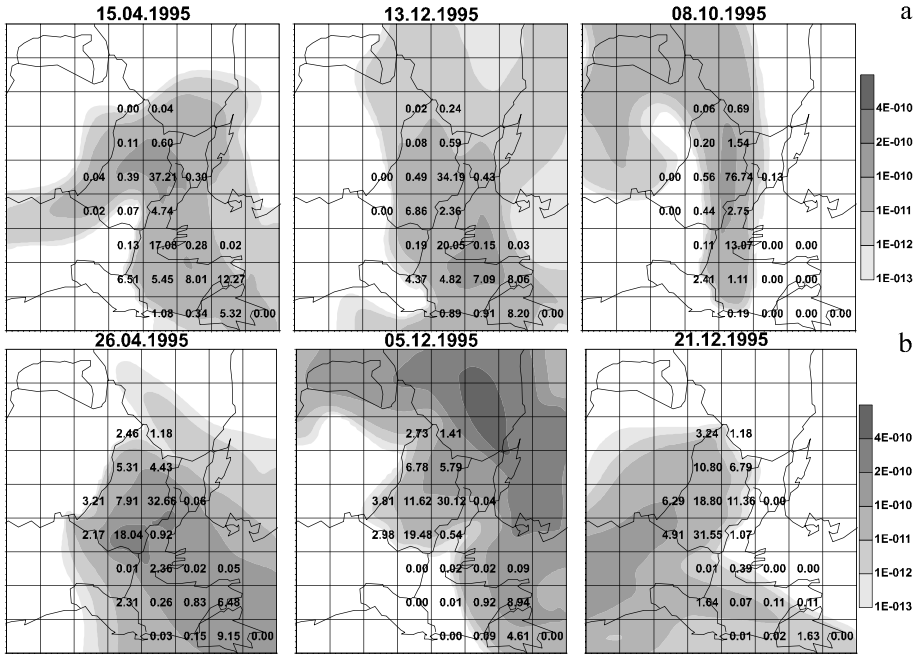 15.04.1995 13.12.1995 08.10.1995 a
0.00 0.04 0.02 0.24 0.06 0.69
4E-010
0.11 0.60 0.08 0.59 0.20 1.54
2E-010
0.04 0.39 37.21 0.30 0.00 0.49 34.19 0.43 0.00 0.56 76.74 0.13
1E-010
0.02 0.07 4.74 0.00 6.86 2.36 0.00 0.44 2.75
1E-011
0.13 17.06 0.28 0.02 0.19 20.05 0.15 0.03 0.11 13.07 0.00 0.00
1E-012
6.51 5.45 8.01 12.27 4.37 4.82 7.09 8.06 2.41 1.11 0.00 0.00
1E-013
1.08 0.34 5.32 0.00 0.89 0.91 8.20 0.00 0.19 0.00 0.00 0.00
26.04.1995 05.12.1995 21.12.1995 b
2.46 1.18 2.73 1.41 3.24 1.18
4E-010
5.31 4.43 6.78 5.79 10.80 6.79
2E-010
3.21 7.91 32.66 0.06 3.81 11.62 30.12 0.04 6.29 18.80 11.36 0.00
1E-010
2.17 18.04 0.92 2.98 19.48 0.54 4.91 31.55 1.07
1E-011
0.01 2.36 0.02 0.05 0.00 0.02 0.02 0.09 0.01 0.39 0.00 0.00
1E-012
2.31 0.26 0.83 6.48 0.00 0.01 0.92 8.94 1.64 0.07 0.11 0.11
1E-013
0.03 0.15 9.15 0.00 0.00 0.09 4.61 0.00 0.01 0.02 1.63 0.00